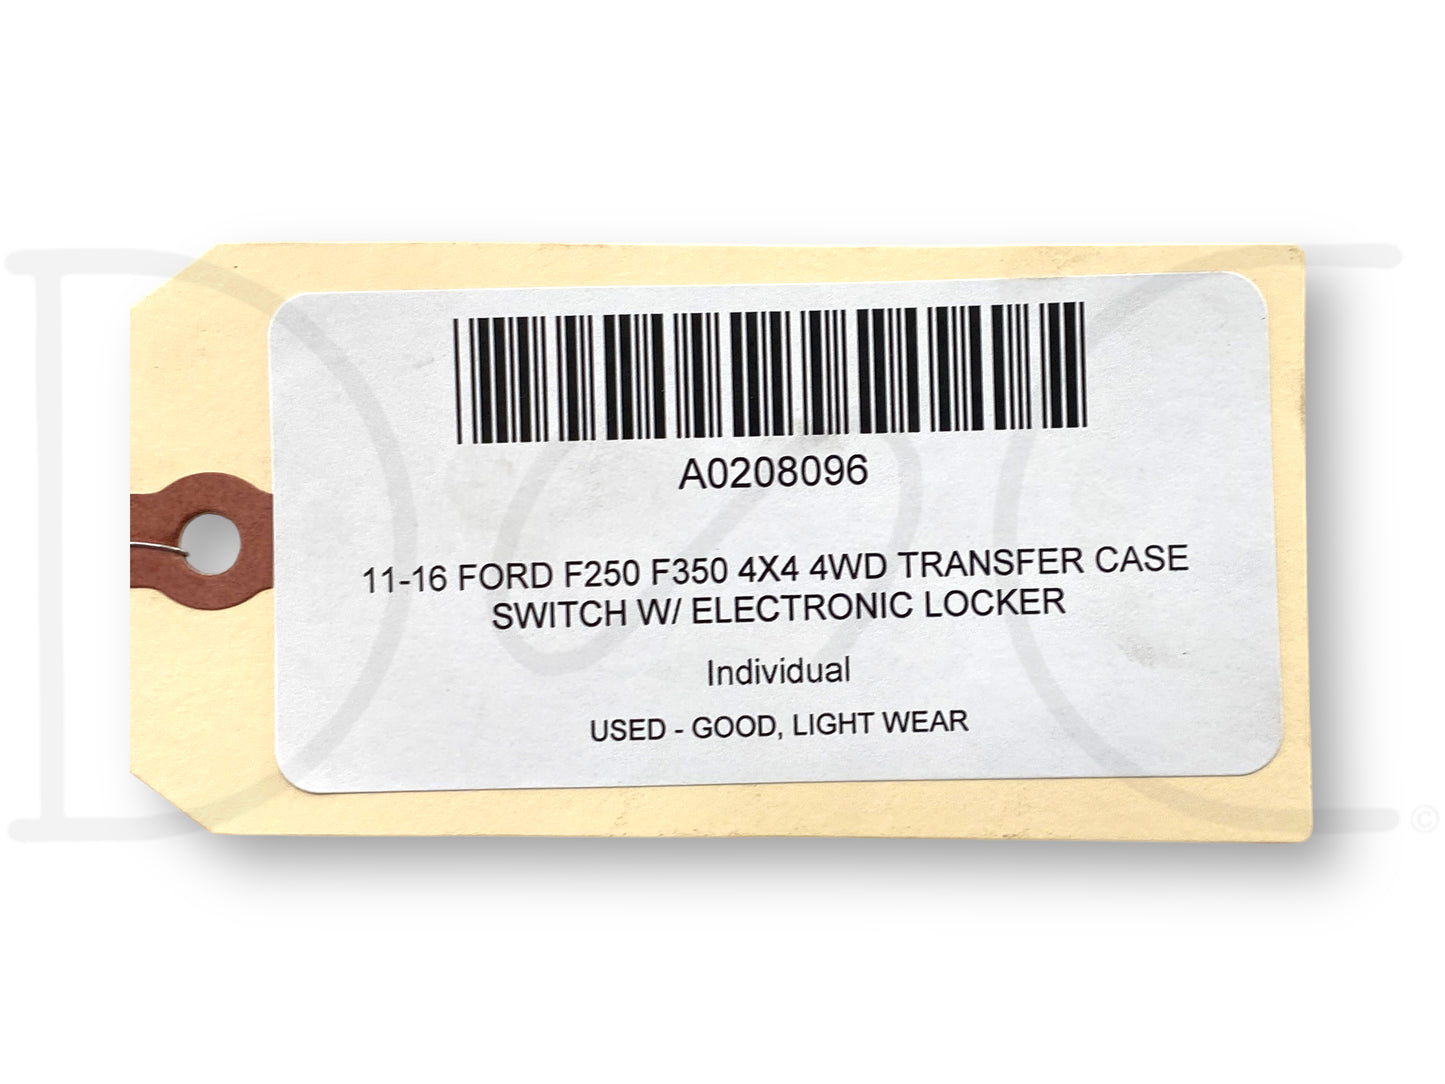 A0208096
11-16 FORD F250 F350 4X4 4WD TRANSFER CASE
SWITCH W/ ELECTRONIC LOCKER
Individual
USED - GOOD, LIGHT WEAR
©